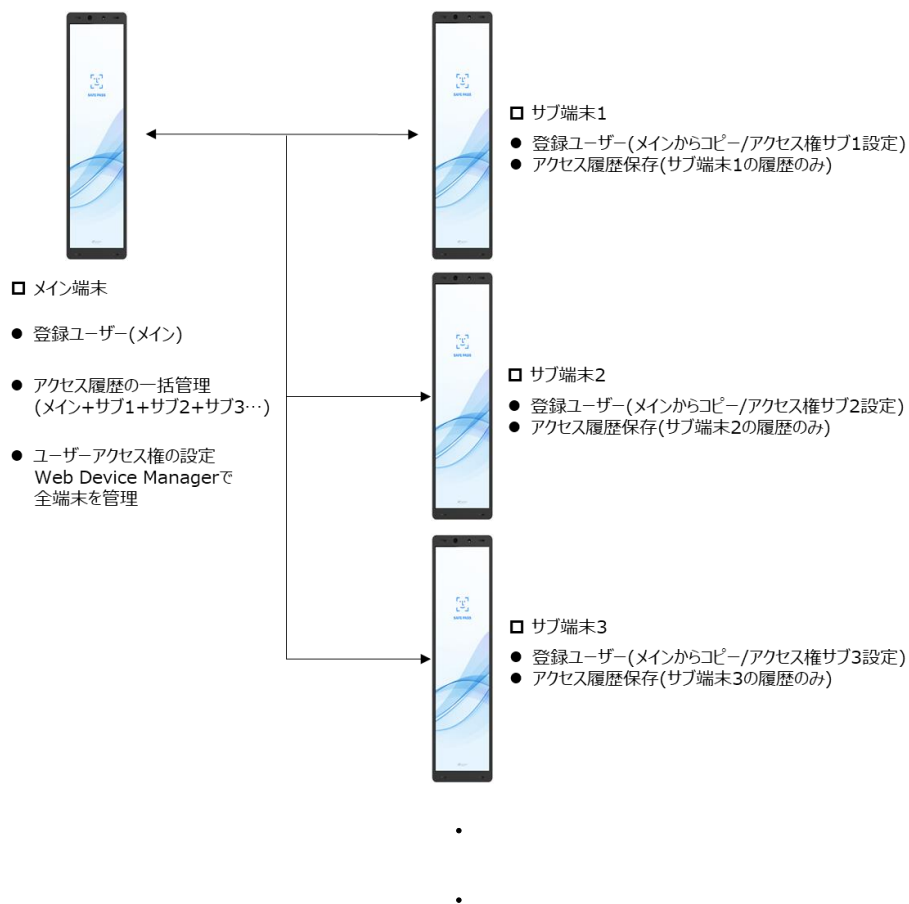 SAFE PASS
SAFE PASS
□ サブ端末1
● 登録ユーザー(メインからコピー/アクセス権サブ1設定)
● アクセス履歴保存(サブ端末1の履歴のみ)
□ メイン端末
● 登録ユーザー(メイン)
● アクセス履歴の一括管理
(メイン+サブ1+サブ2+サブ3…)
● ユーザーアクセス権の設定
Web Device Managerで
全端末を管理
SAFE PASS
□ サブ端末2
● 登録ユーザー(メインからコピー/アクセス権サブ2設定)
● アクセス履歴保存(サブ端末2の履歴のみ)
SAFE PASS
□ サブ端末3
● 登録ユーザー(メインからコピー/アクセス権サブ3設定)
● アクセス履歴保存(サブ端末3の履歴のみ)